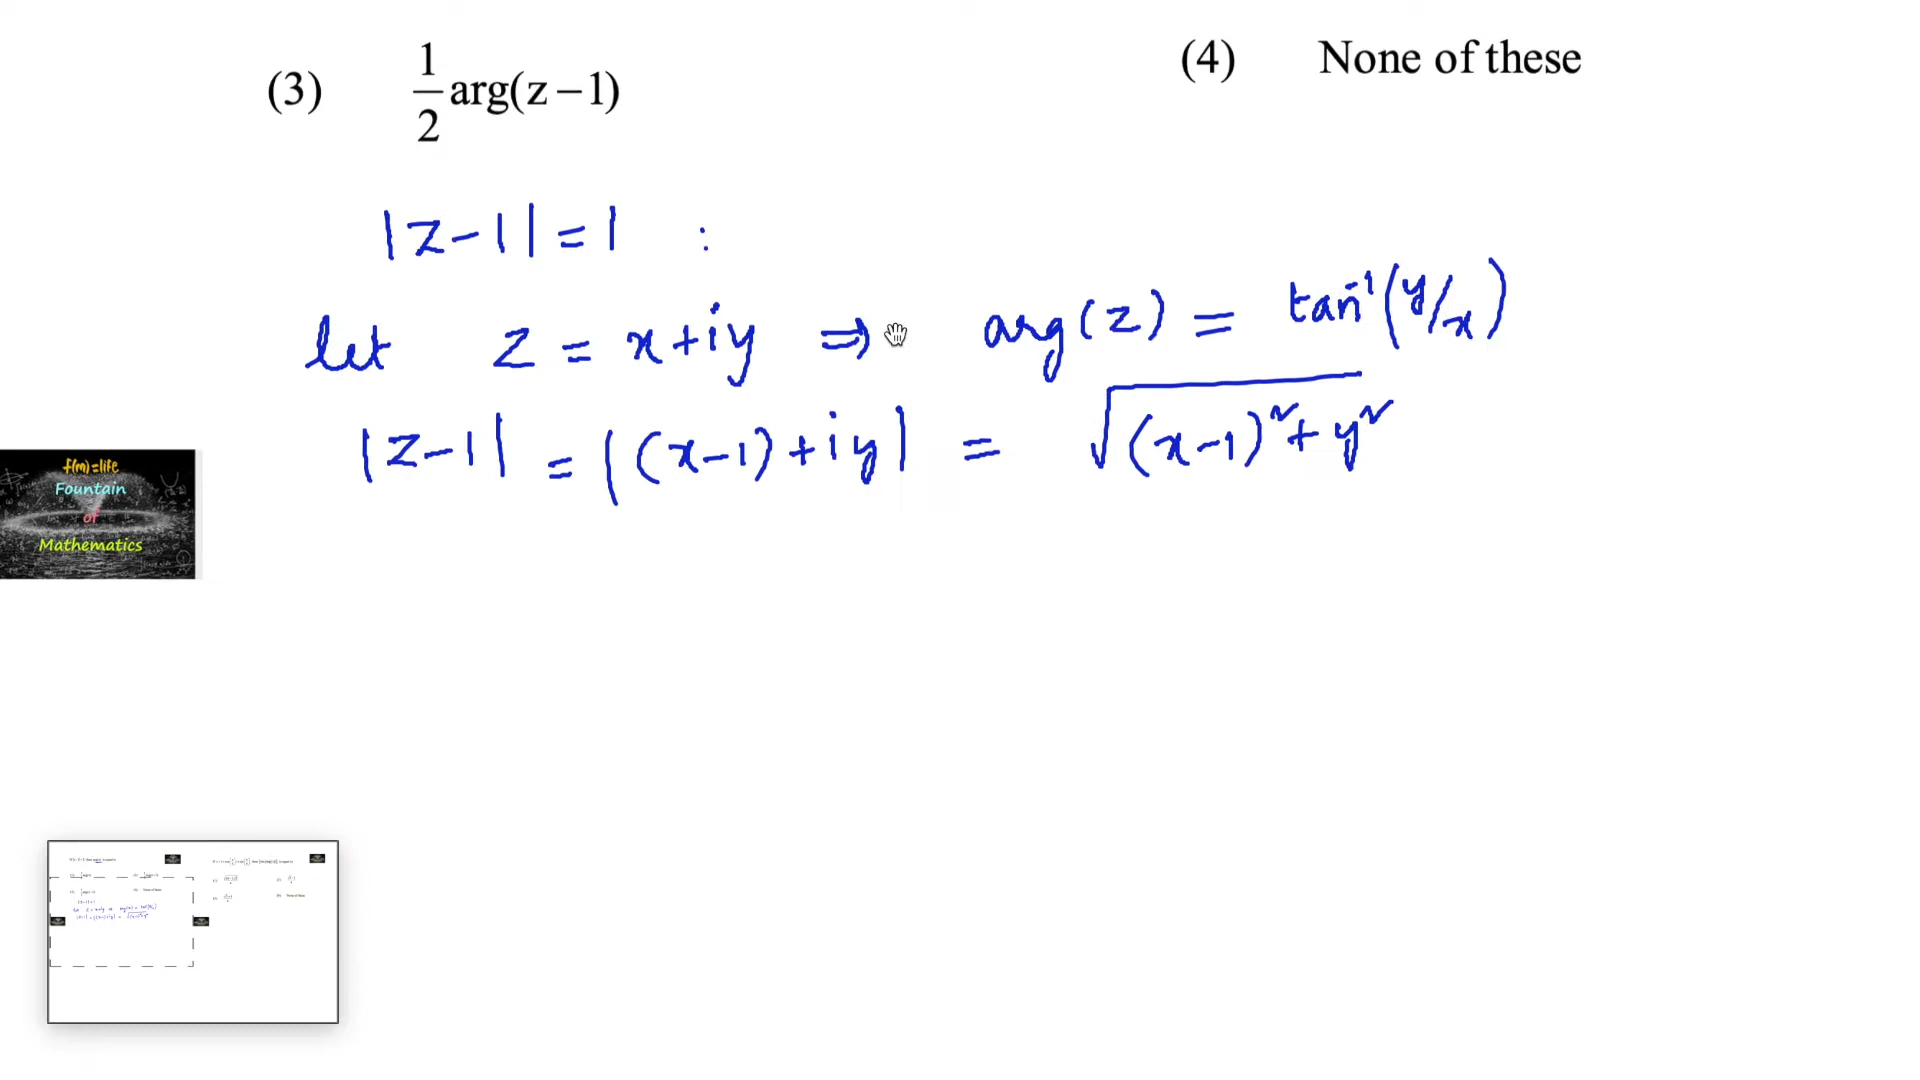 (3) 1/2 arg(z−1) (4) None of these
|z-1| = 1 :
let z = x+iy ⇒ arg(z) = tan⁻¹(y/x)
|z-1| = |(x-1)+iy| = √(x-1)²+y²
f(m)=life
Fountain
of
Mathematics